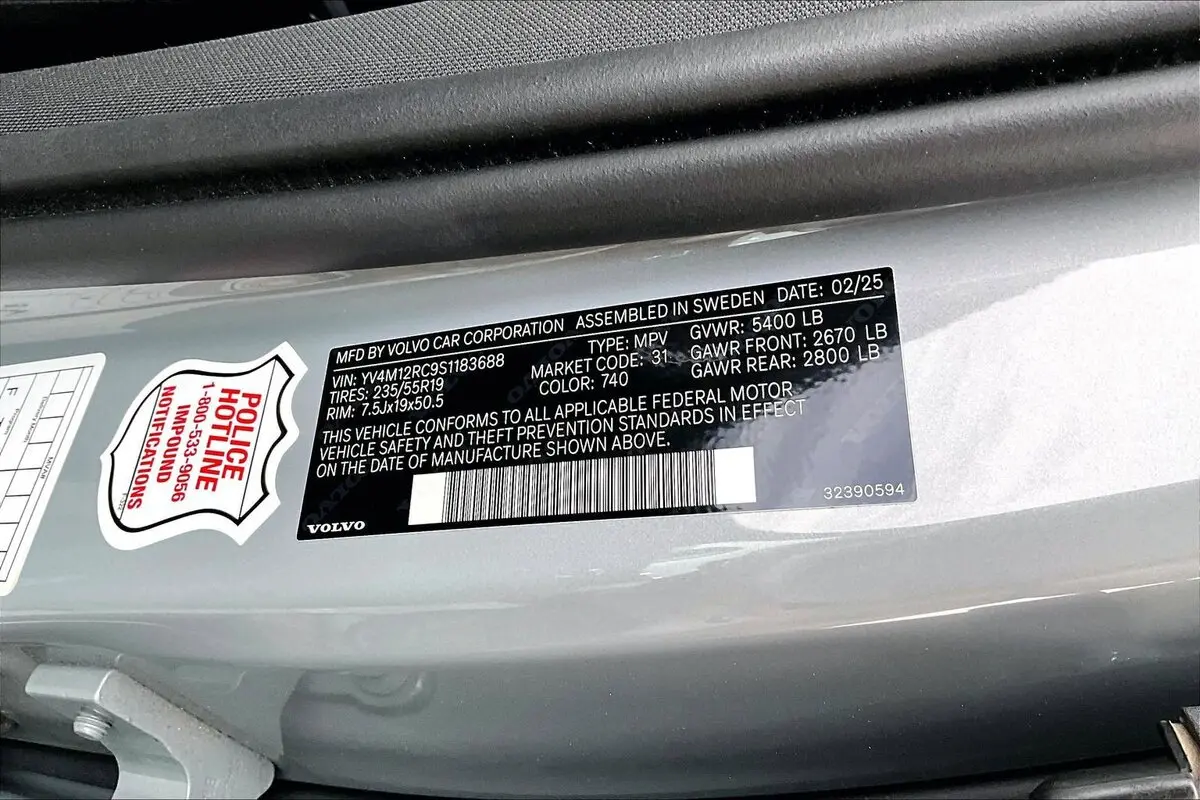 MFD BY VOLVO CAR CORPORATION ASSEMBLED IN SWEDEN DATE: 02/25
VIN: YV4M12RC9S1183688 TYPE: MPV GVWR: 5400 LB
TIRES: 235/55R19 MARKET CODE: 31 GAWR FRONT: 2670 LB
RIM: 7.5Jx19x50.5 COLOR: 740 GAWR REAR: 2800 LB
THIS VEHICLE CONFORMS TO ALL APPLICABLE FEDERAL MOTOR
VEHICLE SAFETY AND THEFT PREVENTION STANDARDS IN EFFECT
ON THE DATE OF MANUFACTURE SHOWN ABOVE.
VOLVO
32390594
POLICE
HOTLINE
1-800-533-9056
IMPOUND
NOTIFICATIONS